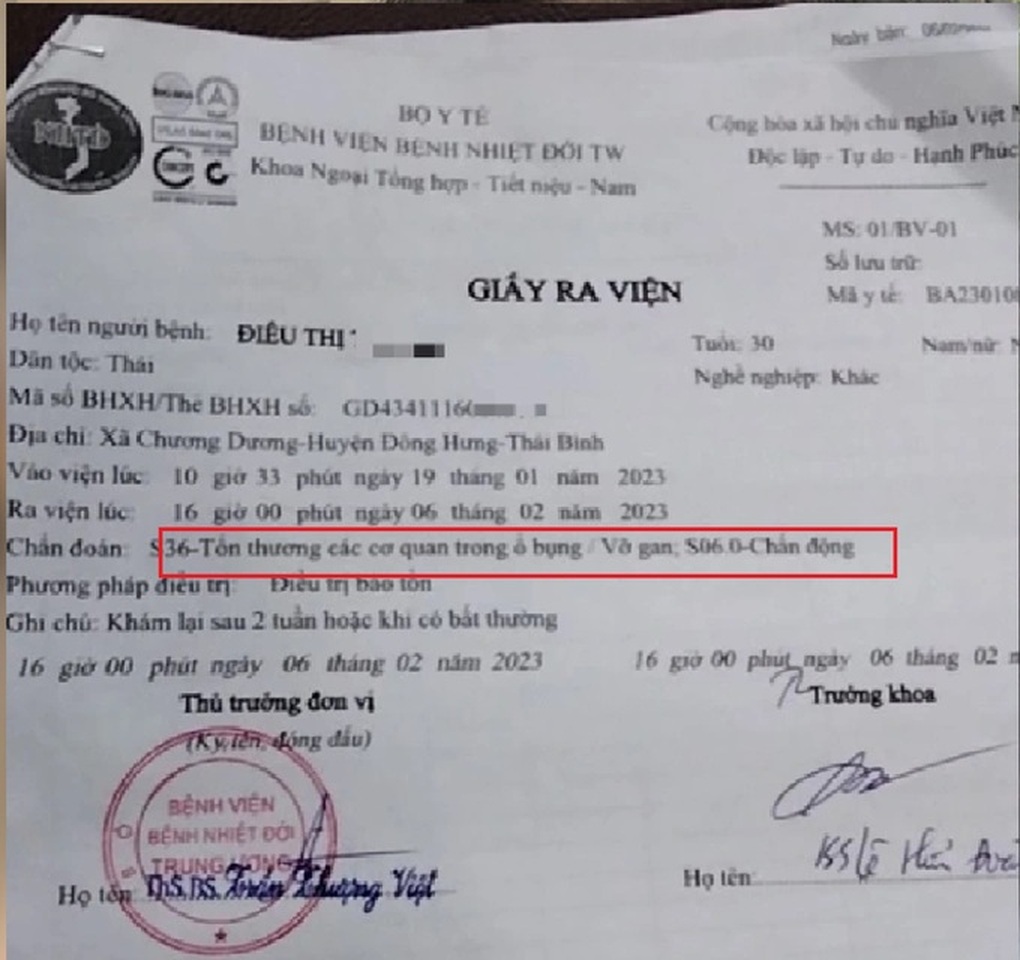 Ngày bán:
BỘ Y TẾ
BỆNH VIỆN BỆNH NHIỆT ĐỚI TW
Khoa Ngoại Tổng hợp - Tiết niệu - Nam
Cộng hòa xã hội chủ nghĩa Việt
Độc lập - Tự do - Hạnh Phúc
NHTD
MS: 01/BV-01
Số lưu trữ:
Mã y tế: BA230100
GIẤY RA VIỆN
Họ tên người bệnh: ĐIÊU THỊ
Tuổi: 30
Nam/nữ:
Dân tộc: Thái
Nghề nghiệp: Khác
Mã số BHXH/Thẻ BHXH số: GD43411160
Địa chỉ: Xã Chương Dương-Huyện Đông Hưng-Thái Bình
Vào viện lúc: 10 giờ 33 phút ngày 19 tháng 01 năm 2023
Ra viện lúc: 16 giờ 00 phút ngày 06 tháng 02 năm 2023
Chẩn đoán: S36-Tổn thương các cơ quan trong ổ bụng / Vỡ gan; S06.0-Chấn động
Phương pháp điều trị: Điều trị bảo tồn
Ghi chú: Khám lại sau 2 tuần hoặc khi có bất thường
16 giờ 00 phút ngày 06 tháng 02 năm 2023
16 giờ 00 phút ngày 06 tháng 02
Thủ trưởng đơn vị
(Ký tên, đóng dấu)
Trưởng khoa
BỆNH VIỆN
BỆNH NHIỆT ĐỚI
TRUNG ƯƠNG
Họ tên ThS.BS. Trần Thượng Việt
Họ tên